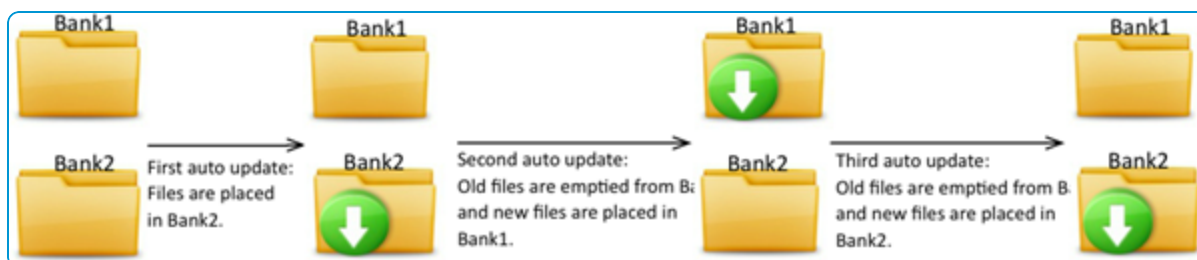 Bank1
Bank1
Bank1
Bank1
Bank2
First auto update:
Files are placed
in Bank2.
Bank2
Second auto update:
Old files are emptied from
and new files are placed in
Bank1.
Bank2
Third auto update:
Old files are emptied from
and new files are placed in
Bank2.
Bank2